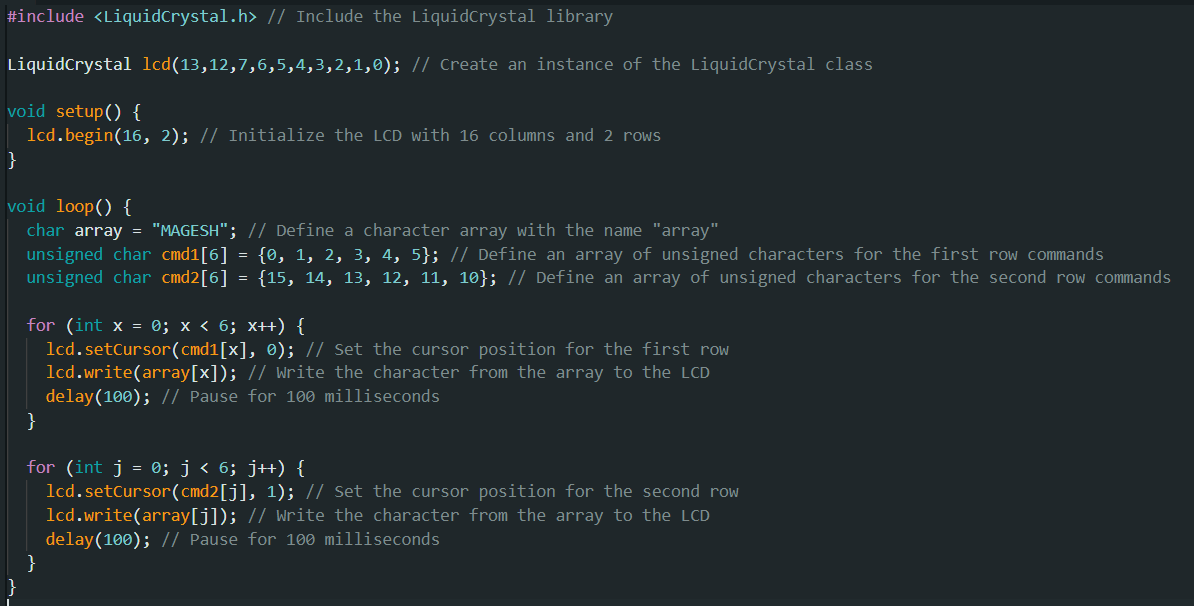 #include <LiquidCrystal.h> // Include the LiquidCrystal library
LiquidCrystal lcd(13,12,7,6,5,4,3,2,1,0); // Create an instance of the LiquidCrystal class
void setup() {
lcd.begin(16, 2); // Initialize the LCD with 16 columns and 2 rows
}
void loop() {
char array = "MAGESH"; // Define a character array with the name "array"
unsigned char cmd1[6] = {0, 1, 2, 3, 4, 5}; // Define an array of unsigned characters for the first row commands
unsigned char cmd2[6] = {15, 14, 13, 12, 11, 10}; // Define an array of unsigned characters for the second row commands
for (int x = 0; x < 6; x++) {
lcd.setCursor(cmd1[x], 0); // Set the cursor position for the first row
lcd.write(array[x]); // Write the character from the array to the LCD
delay(100); // Pause for 100 milliseconds
}
for (int j = 0; j < 6; j++) {
lcd.setCursor(cmd2[j], 1); // Set the cursor position for the second row
lcd.write(array[j]); // Write the character from the array to the LCD
delay(100); // Pause for 100 milliseconds
}
}